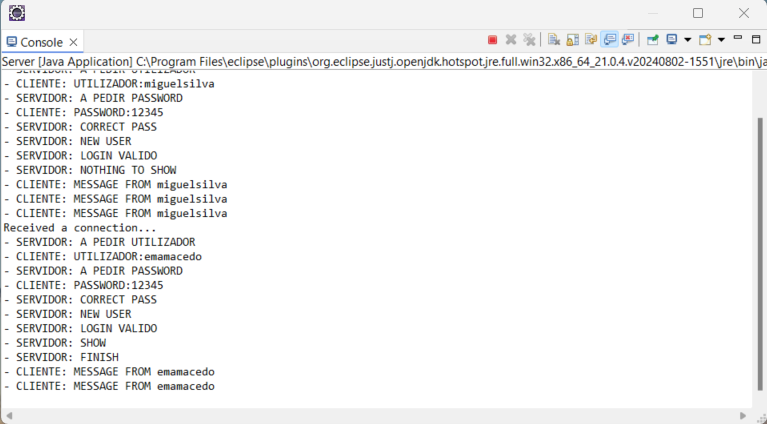 Console
Server [Java Application] C:\Program Files\eclipse\plugins\org.eclipse.justj.openjdk.hotspot.jre.full.win32.x86_64_21.0.4.v20240802-1551\jre\bin\ja
- SERVIDOR: A PEDIR UTILIZADOR
- CLIENTE: UTILIZADOR:miguelsilva
- SERVIDOR: A PEDIR PASSWORD
- CLIENTE: PASSWORD:12345
- SERVIDOR: CORRECT PASS
- SERVIDOR: NEW USER
- SERVIDOR: LOGIN VALIDO
- SERVIDOR: NOTHING TO SHOW
- CLIENTE: MESSAGE FROM miguelsilva
- CLIENTE: MESSAGE FROM miguelsilva
- CLIENTE: MESSAGE FROM miguelsilva
Received a connection...
- SERVIDOR: A PEDIR UTILIZADOR
- CLIENTE: UTILIZADOR:emamacedo
- SERVIDOR: A PEDIR PASSWORD
- CLIENTE: PASSWORD:12345
- SERVIDOR: CORRECT PASS
- SERVIDOR: NEW USER
- SERVIDOR: LOGIN VALIDO
- SERVIDOR: SHOW
- SERVIDOR: FINISH
- CLIENTE: MESSAGE FROM emamacedo
- CLIENTE: MESSAGE FROM emamacedo